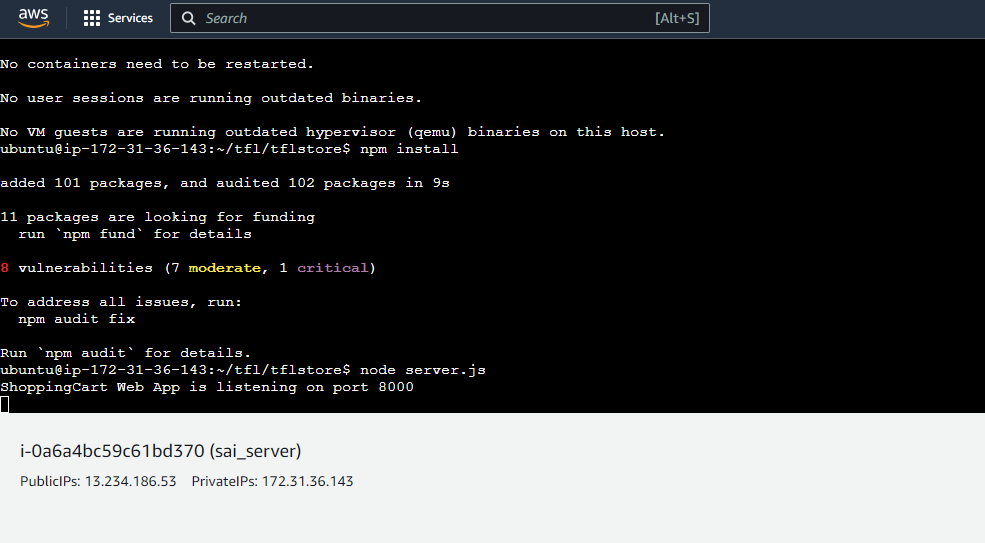 aws Services Search [Alt+S]
No containers need to be restarted.
No user sessions are running outdated binaries.
No VM guests are running outdated hypervisor (qemu) binaries on this host.
ubuntu@ip-172-31-36-143:~/tfl/tflstore$ npm install
added 101 packages, and audited 102 packages in 9s
11 packages are looking for funding
run `npm fund` for details
8 vulnerabilities (7 moderate, 1 critical)
To address all issues, run:
npm audit fix
Run `npm audit` for details.
ubuntu@ip-172-31-36-143:~/tfl/tflstore$ node server.js
ShoppingCart Web App is listening on port 8000
i-0a6a4bc59c61bd370 (sai_server)
PublicIPs: 13.234.186.53 PrivateIPs: 172.31.36.143